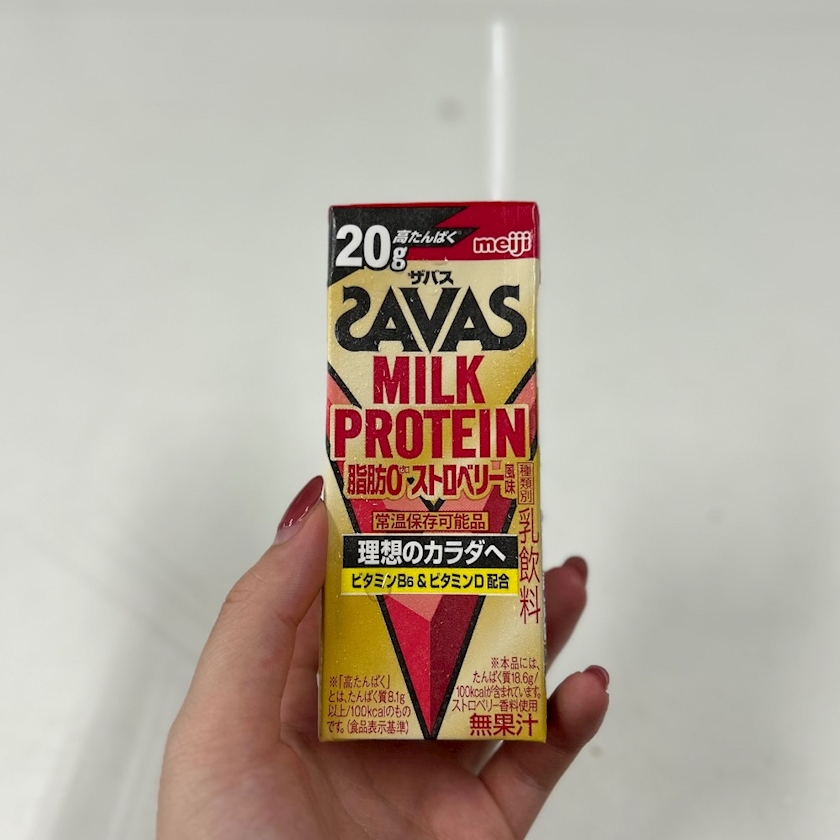 20g
高たんぱく
meiji
ザバス
SAVAS
MILK
PROTEIN
脂肪0ゼロ ストロベリー風味
種類別 乳飲料
常温保存可能品
理想のカラダへ
ビタミンB6 & ビタミンD 配合
※「高たんぱく」
とは、たんぱく質8.1g
以上/100kcalのもの
です。(食品表示基準)
※本品には、
たんぱく質18.6g/
100kcalが含まれています。
ストロベリー香料使用
無果汁